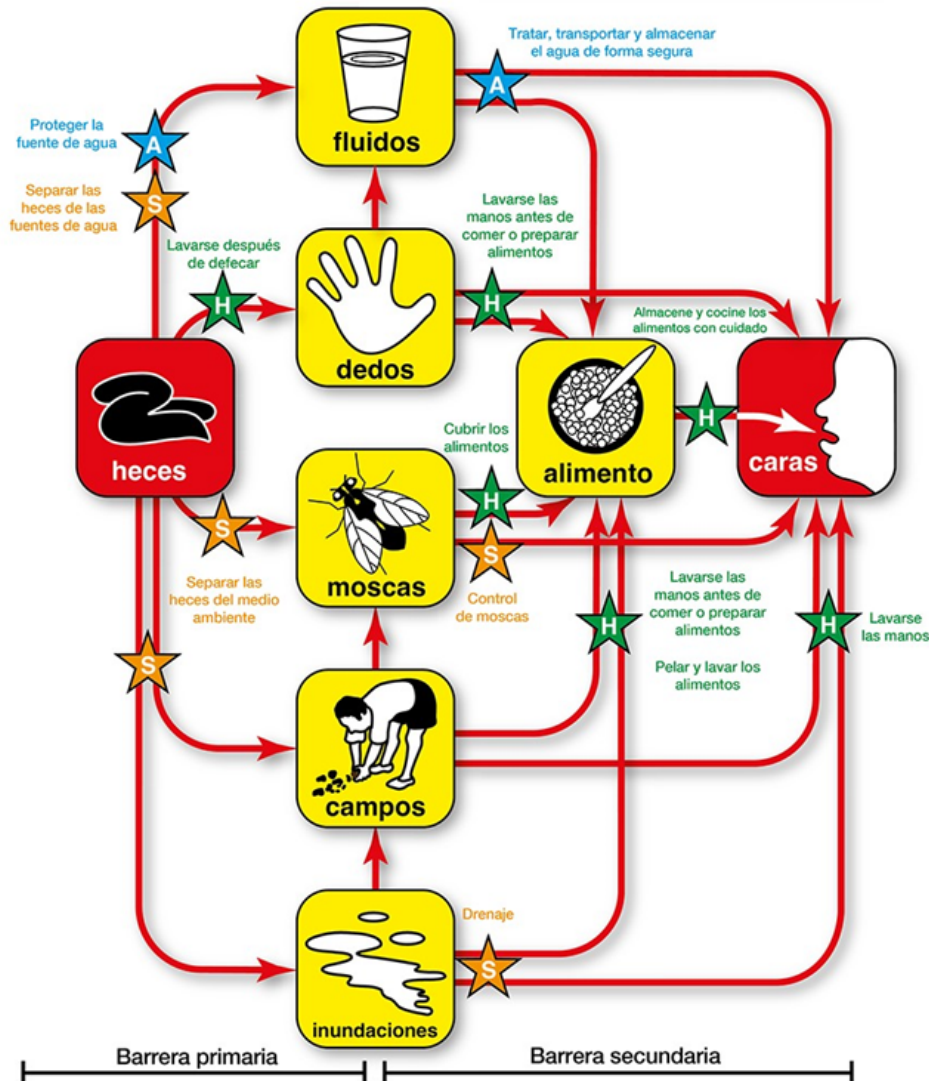 Tratar, transportar y almacenar
el agua de forma segura
A
fluidos
Proteger la
fuente de agua
A
Separar las
heces de las
fuentes de agua
S
Lavarse después
de defecar
H
Lavarse las
manos antes de
comer o preparar
alimentos
H
dedos
Almacene y cocine los
alimentos con cuidado
heces
alimento
H
caras
Cubrir los
alimentos
H
S
moscas
S
Control
de moscas
Separar las
heces del medio
ambiente
S
H
Lavarse las
manos antes de
comer o preparar
alimentos
Pelar y lavar los
alimentos
H
Lavarse
las manos
campos
Drenaje
S
inundaciones
Barrera primaria
Barrera secundaria